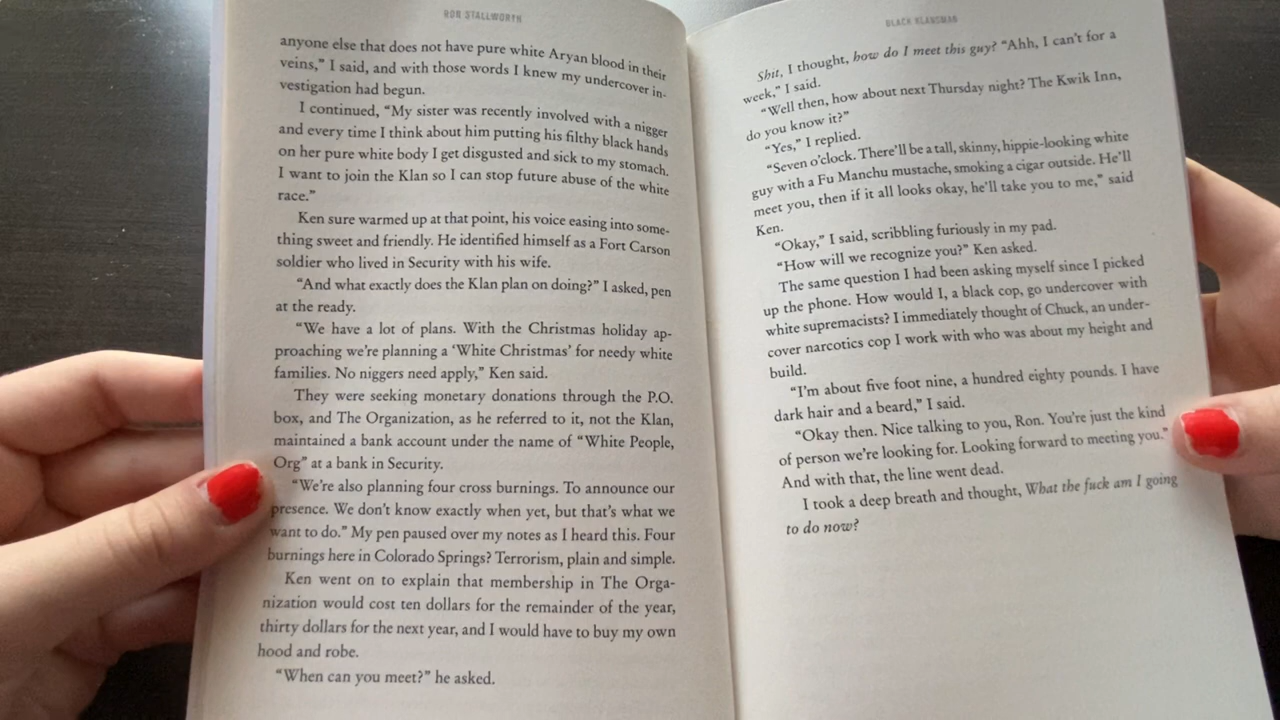 RON STALLWORTH
anyone else that does not have pure white Aryan blood in their
veins,” I said, and with those words I knew my undercover in-
vestigation had begun.
I continued, “My sister was recently involved with a nigger
and every time I think about him putting his filthy black hands
on her pure white body I get disgusted and sick to my stomach.
I want to join the Klan so I can stop future abuse of the white
race.”
Ken sure warmed up at that point, his voice easing into some-
thing sweet and friendly. He identified himself as a Fort Carson
soldier who lived in Security with his wife.
“And what exactly does the Klan plan on doing?” I asked, pen
at the ready.
“We have a lot of plans. With the Christmas holiday ap-
proaching we’re planning a ‘White Christmas’ for needy white
families. No niggers need apply,” Ken said.
They were seeking monetary donations through the P.O.
box, and The Organization, as he referred to it, not the Klan,
maintained a bank account under the name of “White People,
Org” at a bank in Security.
“We’re also planning four cross burnings. To announce our
presence. We don’t know exactly when yet, but that’s what we
want to do.” My pen paused over my notes as I heard this. Four
burnings here in Colorado Springs? Terrorism, plain and simple.
Ken went on to explain that membership in The Orga-
nization would cost ten dollars for the remainder of the year,
thirty dollars for the next year, and I would have to buy my own
hood and robe.
“When can you meet?” he asked.
BLACK KLANSMAN
Shit, I thought, how do I meet this guy? “Ahh, I can’t for a
week,” I said.
“Well then, how about next Thursday night? The Kwik Inn,
do you know it?”
“Yes,” I replied.
“Seven o’clock. There’ll be a tall, skinny, hippie-looking white
guy with a Fu Manchu mustache, smoking a cigar outside. He’ll
meet you, then if it all looks okay, he’ll take you to me,” said
Ken.
“Okay,” I said, scribbling furiously in my pad.
“How will we recognize you?” Ken asked.
The same question I had been asking myself since I picked
up the phone. How would I, a black cop, go undercover with
white supremacists? I immediately thought of Chuck, an under-
cover narcotics cop I work with who was about my height and
build.
“I’m about five foot nine, a hundred eighty pounds. I have
dark hair and a beard,” I said.
“Okay then. Nice talking to you, Ron. You’re just the kind
of person we’re looking for. Looking forward to meeting you.”
And with that, the line went dead.
I took a deep breath and thought, What the fuck am I going
to do now?